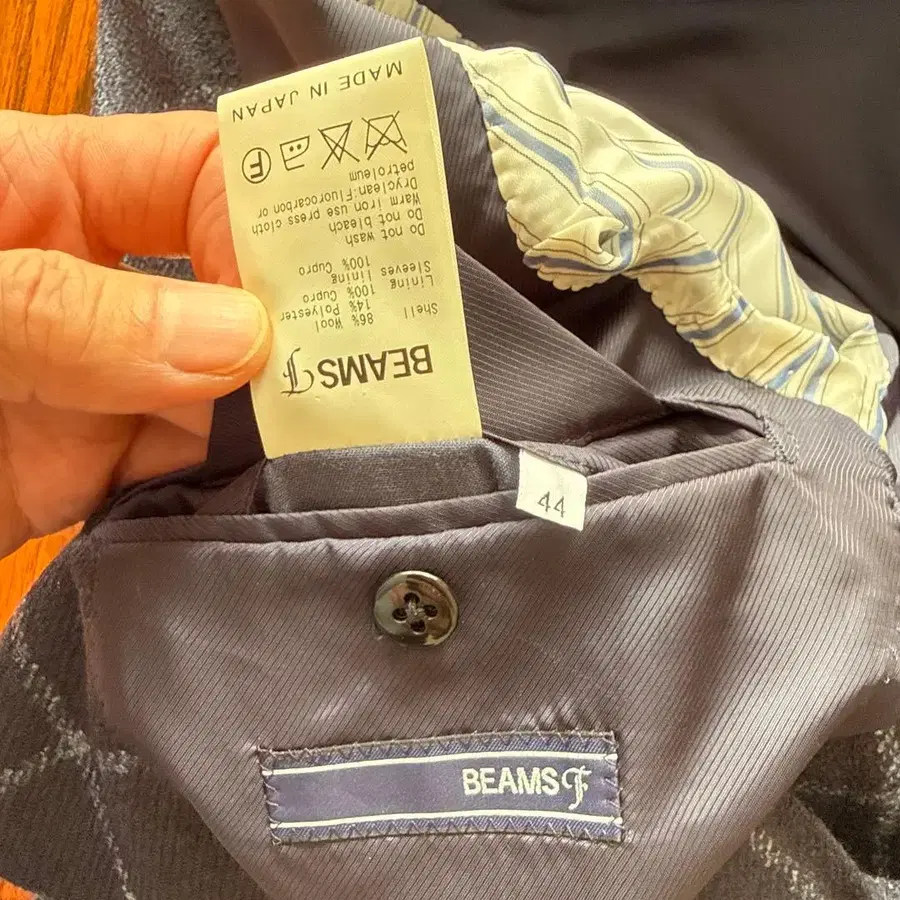 BEAMS F
Shell 86% Wool
14% Polyester
Lining 100% Cupro
Sleeves lining
100% Cupro
Do not wash
Do not bleach
Warm iron use press cloth
Dryclean:Fluorocarbon or
petroleum
F
MADE IN JAPAN
44
BEAMS F